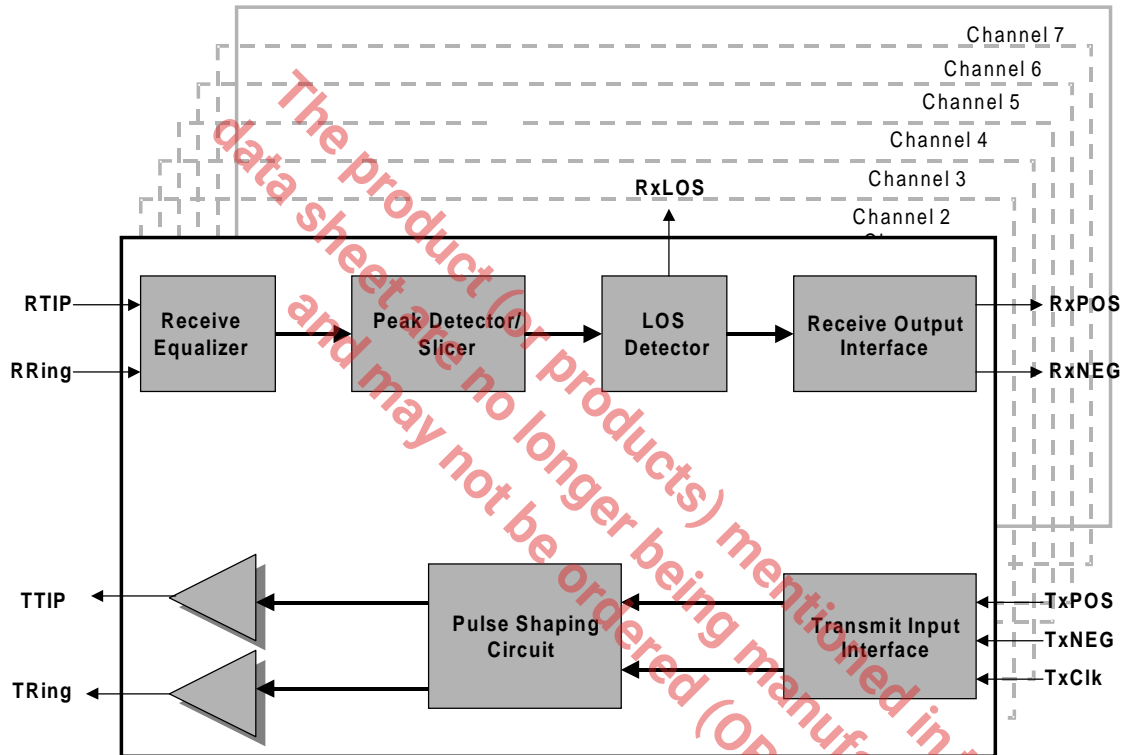 Channel 7
Channel 6
Channel 5
Channel 4
Channel 3
Channel 2
RxLOS
RTIP
RRing
Receive
Equalizer
Peak Detector/
Slicer
LOS
Detector
Receive Output
Interface
RxPOS
RxNEG
TTIP
TRing
Pulse Shaping
Circuit
Transmit Input
Interface
TxPOS
TxNEG
TxClk
The product (or products) mentioned in
data sheet are no longer being
and may not be ordered